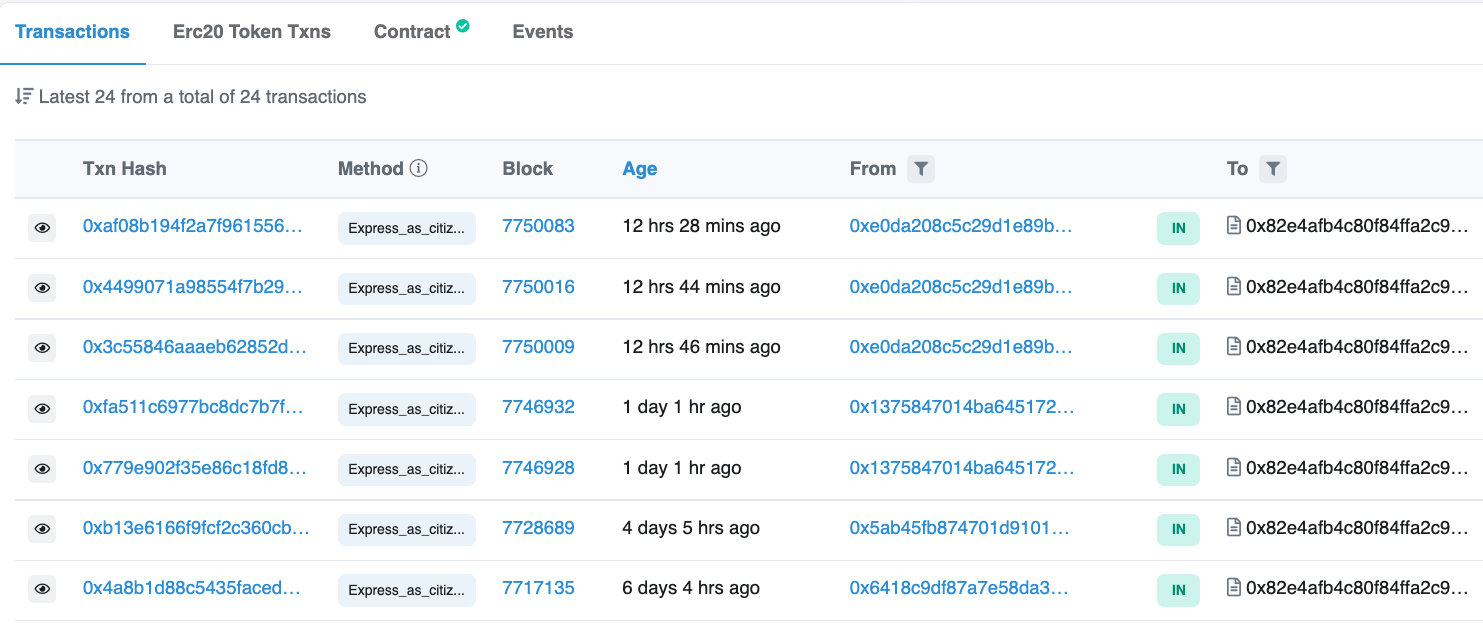 Transactions Erc20 Token Txns Contract Events
Latest 24 from a total of 24 transactions
Txn Hash Method Block Age From To
0xaf08b194f2a7f961556... Express_as_citiz... 7750083 12 hrs 28 mins ago 0xe0da208c5c29d1e89b... IN 0x82e4afb4c80f84ffa2c9...
0x4499071a98554f7b29... Express_as_citiz... 7750016 12 hrs 44 mins ago 0xe0da208c5c29d1e89b... IN 0x82e4afb4c80f84ffa2c9...
0x3c55846aaaeb62852d... Express_as_citiz... 7750009 12 hrs 46 mins ago 0xe0da208c5c29d1e89b... IN 0x82e4afb4c80f84ffa2c9...
0xfa511c6977bc8dc7b7f... Express_as_citiz... 7746932 1 day 1 hr ago 0x1375847014ba645172... IN 0x82e4afb4c80f84ffa2c9...
0x779e902f35e86c18fd8... Express_as_citiz... 7746928 1 day 1 hr ago 0x1375847014ba645172... IN 0x82e4afb4c80f84ffa2c9...
0xb13e6166f9fcf2c360cb... Express_as_citiz... 7728689 4 days 5 hrs ago 0x5ab45fb874701d9101... IN 0x82e4afb4c80f84ffa2c9...
0x4a8b1d88c5435faced... Express_as_citiz... 7717135 6 days 4 hrs ago 0x6418c9df87a7e58da3... IN 0x82e4afb4c80f84ffa2c9...